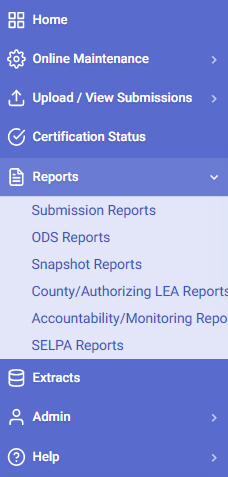 Home
Online Maintenance
Upload / View Submissions
Certification Status
Reports
Submission Reports
ODS Reports
Snapshot Reports
County/Authorizing LEA Reports
Accountability/Monitoring Repo
SELPA Reports
Extracts
Admin
Help